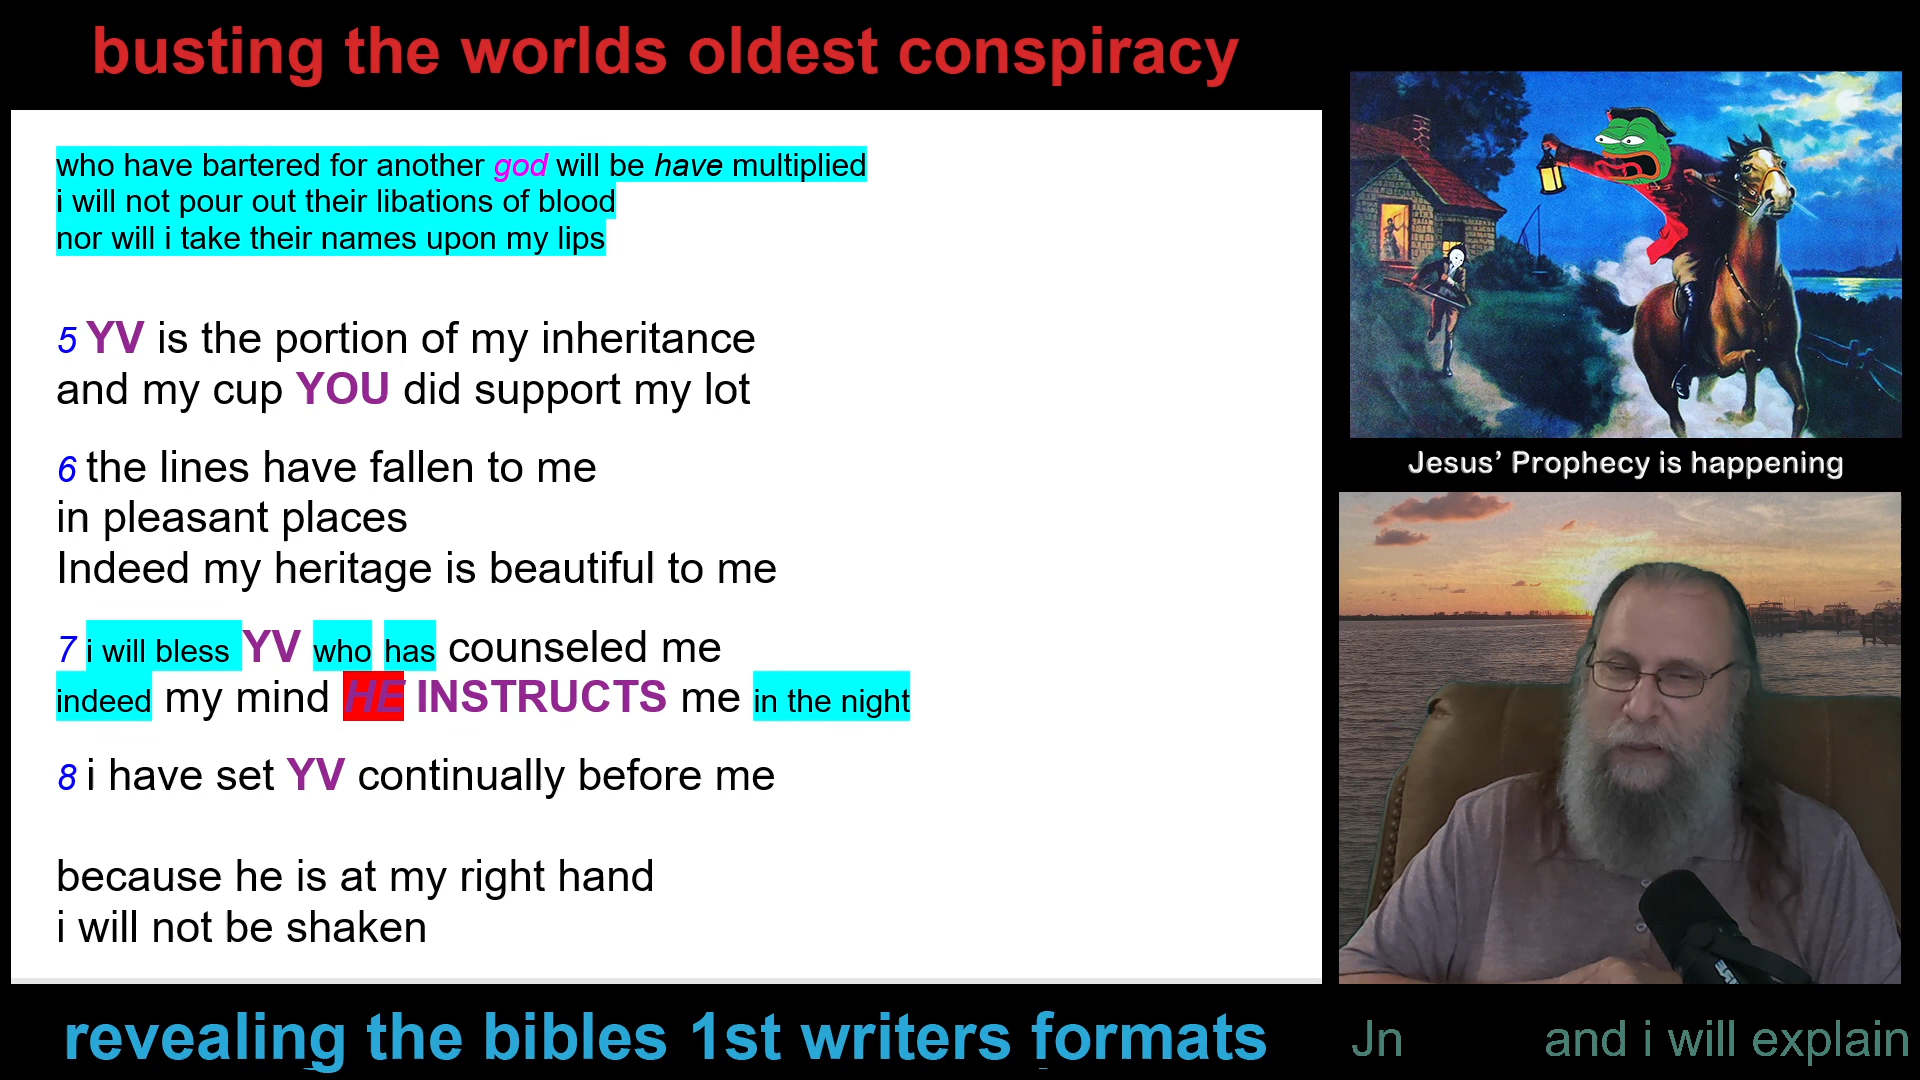 busting the worlds oldest conspiracy
who have bartered for another god will be have multiplied
i will not pour out their libations of blood
nor will i take their names upon my lips
5 YV is the portion of my inheritance
and my cup YOU did support my lot
6 the lines have fallen to me
in pleasant places
Indeed my heritage is beautiful to me
7 i will bless YV who has counseled me
indeed my mind HE INSTRUCTS me in the night
8 i have set YV continually before me
because he is at my right hand
i will not be shaken
Jesus’ Prophecy is happening
revealing the bibles 1st writers formats
Jn and i will explain